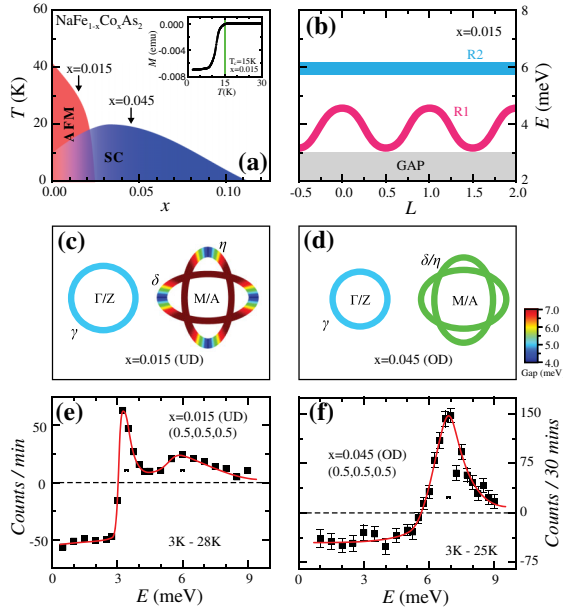 NaFe1-xCoxAs2
x=0.015
x=0.045
AFM
SC
(a)
T (K)
60
40
20
0
0.00
0.05
0.10
x
M (emu)
0.000
-0.004
-0.008
Tc=15K
x=0.015
0
15
30
T(K)
(b)
x=0.015
R2
R1
GAP
8
6
4
2
E (meV)
-0.5
0.0
0.5
1.0
1.5
2.0
L
(c)
η
δ
Γ/Z
M/A
γ
x=0.015 (UD)
(d)
δ/η
Γ/Z
M/A
γ
x=0.045 (OD)
7.0
6.0
5.0
4.0
Gap (meV
(e)
x=0.015 (UD)
(0.5,0.5,0.5)
3K - 28K
Counts / min
50
0
-50
0
3
6
9
E (meV)
(f)
x=0.045 (OD)
(0.5,0.5,0.5)
3K - 25K
150
75
0
-75
Counts / 30 mins
0
3
6
9
E (meV)